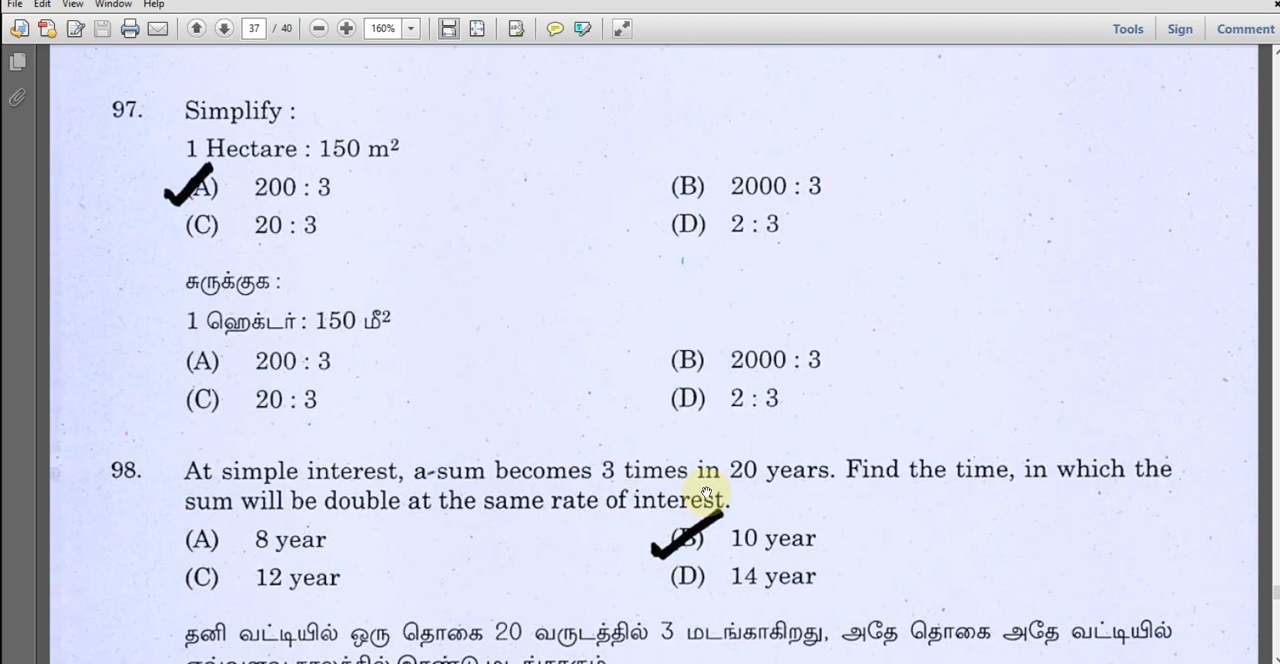 File Edit View Window Help
37 / 40 160% Tools Sign Comment
97. Simplify :
1 Hectare : 150 m²
(A) 200 : 3 (B) 2000 : 3
(C) 20 : 3 (D) 2 : 3
சுருக்குக :
1 ஹெக்டர் : 150 மீ²
(A) 200 : 3 (B) 2000 : 3
(C) 20 : 3 (D) 2 : 3
98. At simple interest, a-sum becomes 3 times in 20 years. Find the time, in which the
sum will be double at the same rate of interest.
(A) 8 year (B) 10 year
(C) 12 year (D) 14 year
தனி வட்டியில் ஒரு தொகை 20 வருடத்தில் 3 மடங்காகிறது, அதே தொகை அதே வட்டியில்